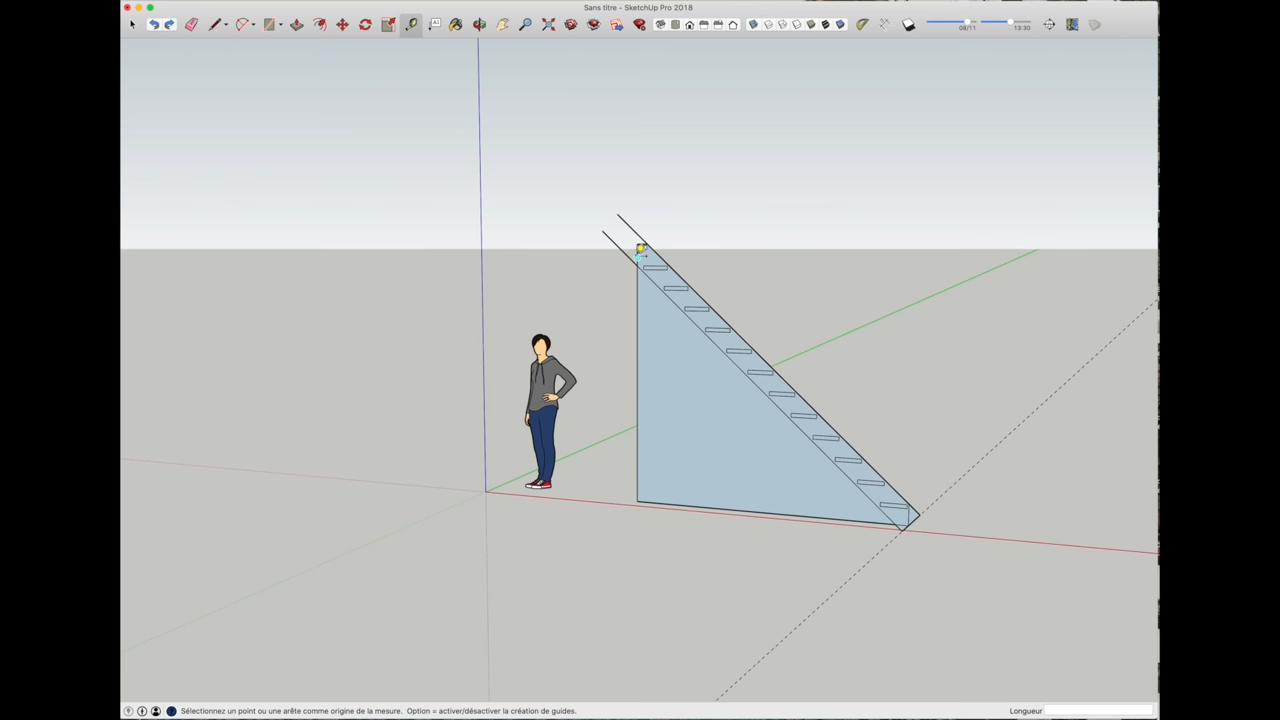 Sans titre - SketchUp Pro 2018
08/11
13:30
Sélectionnez un point ou une arête comme origine de la mesure. Option = activer/désactiver la création de guides.
Longueur